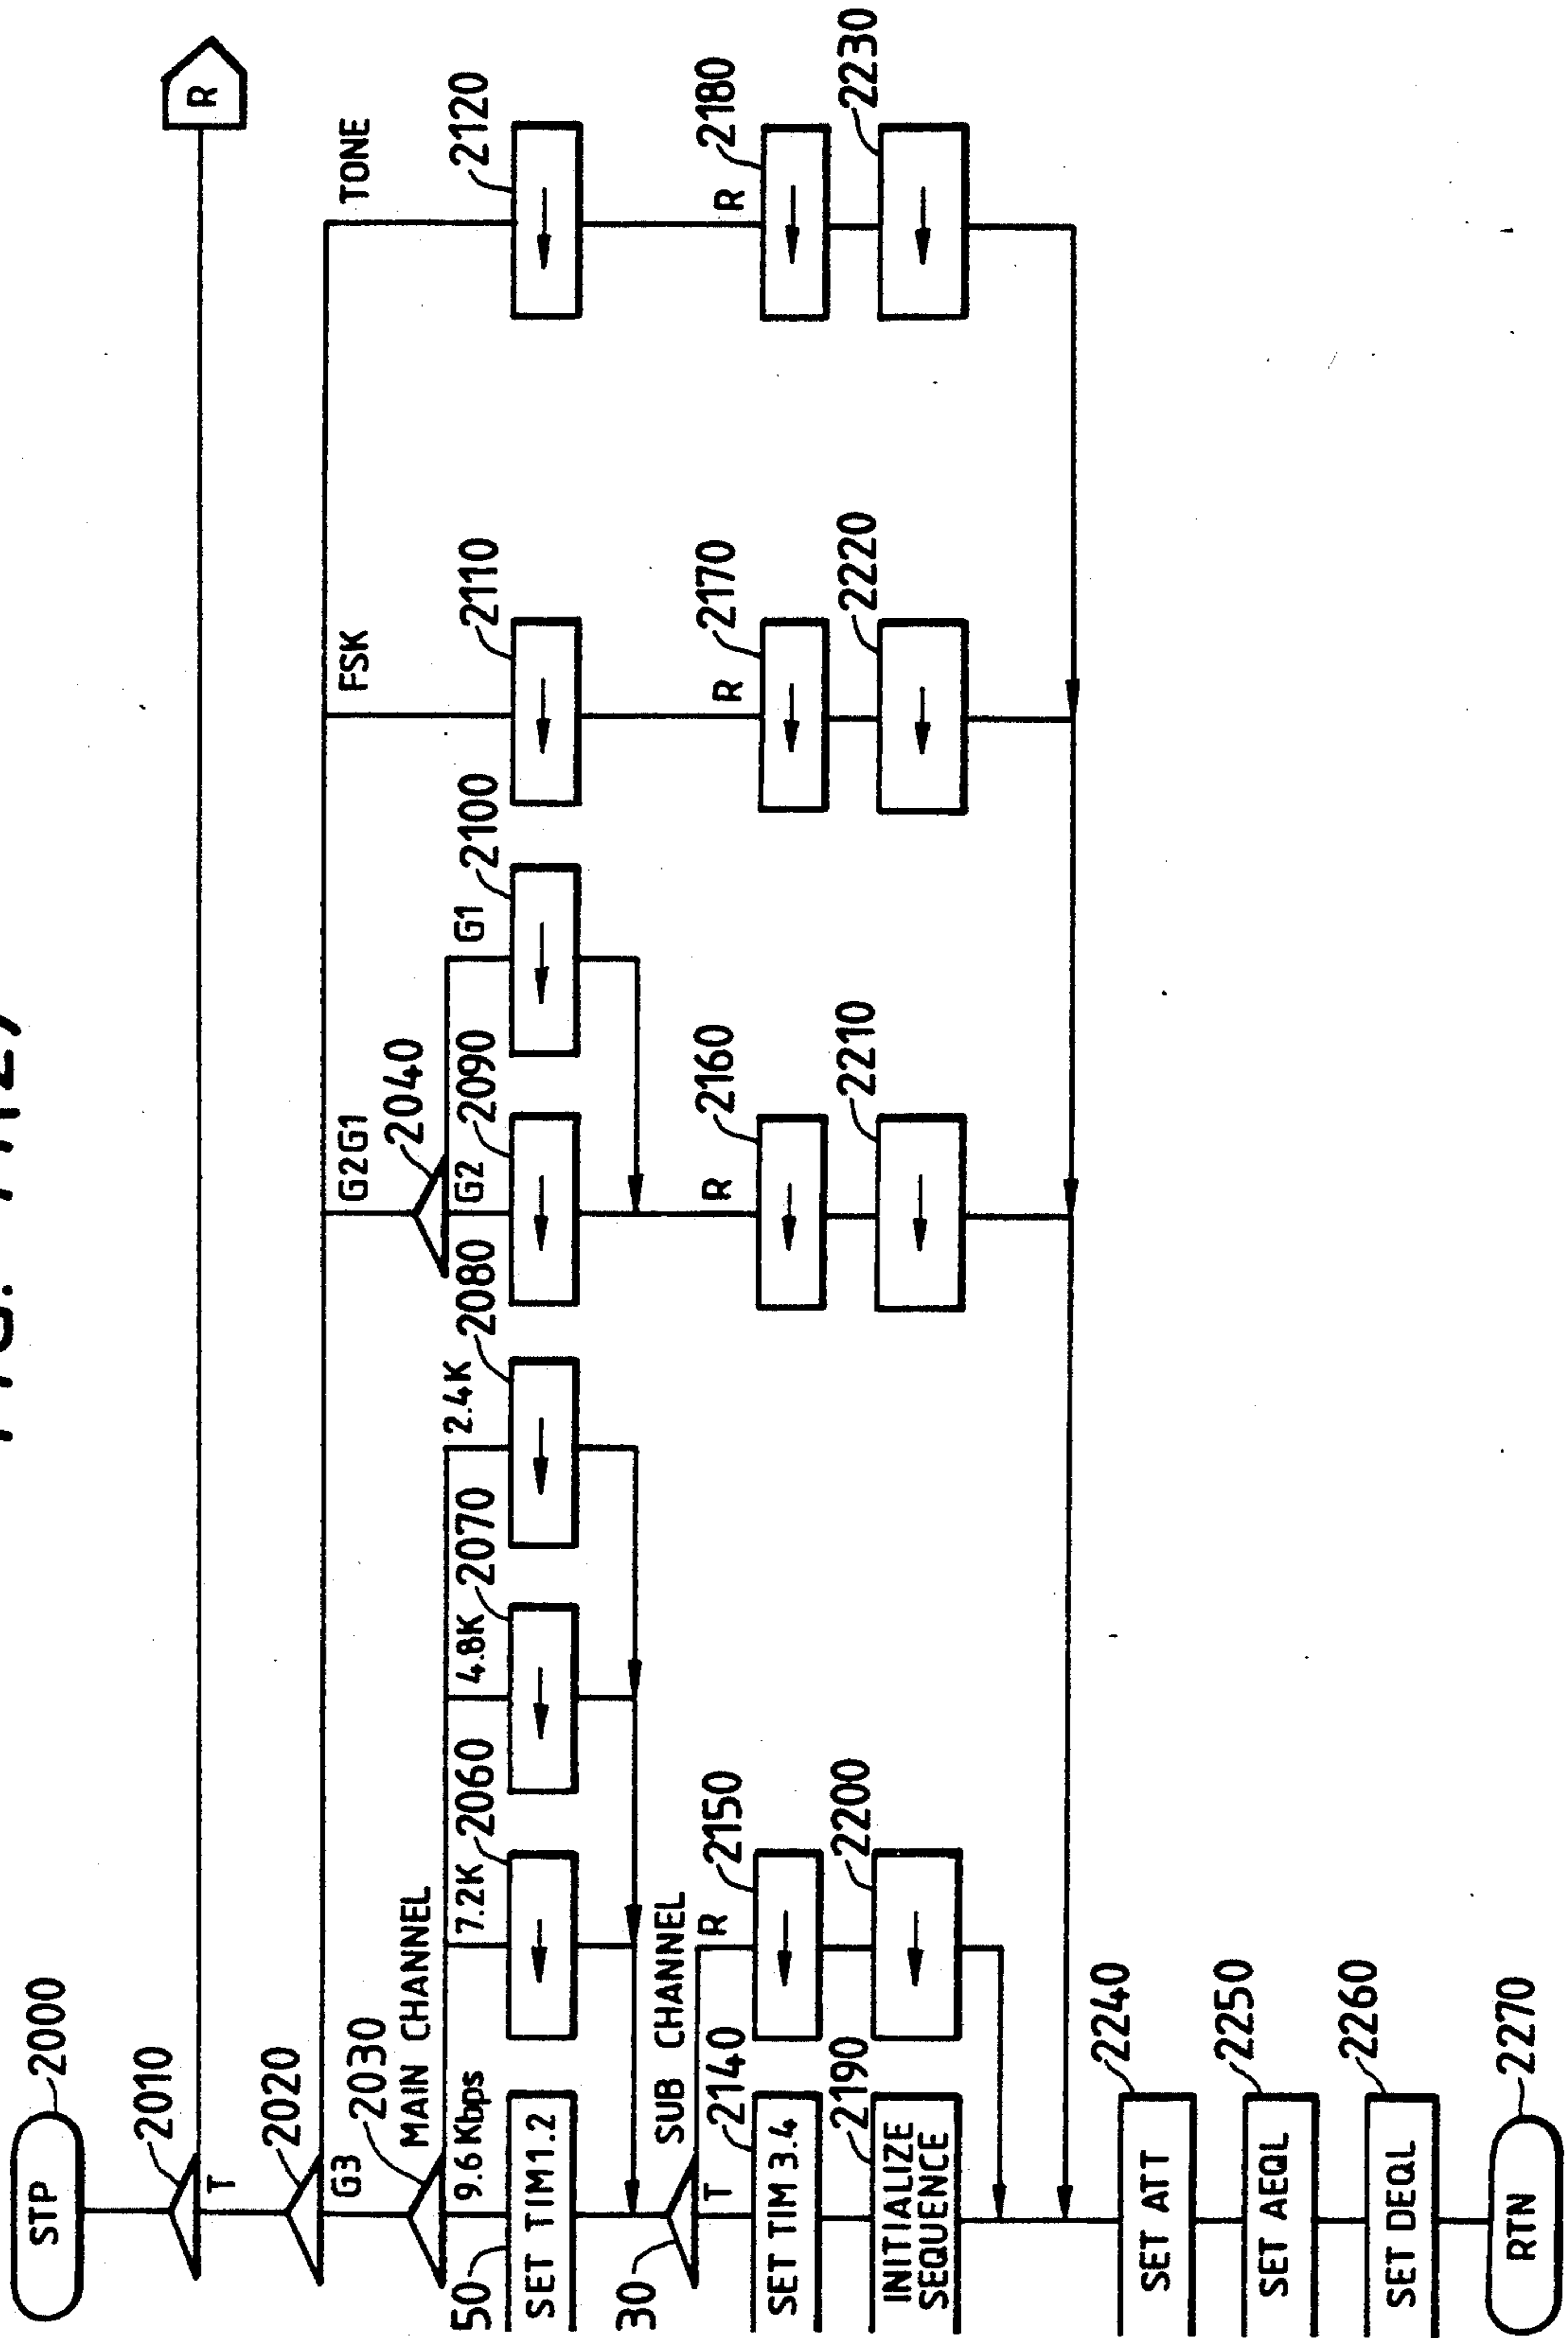 STP
2000
2010
T
R
2020
G3
G2G1
FSK
TONE
2030
MAIN CHANNEL
2040
9.6 Kbps
7.2K
4.8K
2.4K
G2
G1
50
SET TIM1.2
2060
2070
2080
2090
2100
2110
2120
30
SUB CHANNEL
T
R
R
R
R
2140
SET TIM 3.4
2150
2160
2170
2180
2190
INITIALIZE
SEQUENCE
2200
2210
2220
2230
SET ATT
2240
SET AEQL
2250
SET DEQL
2260
RTN
2270